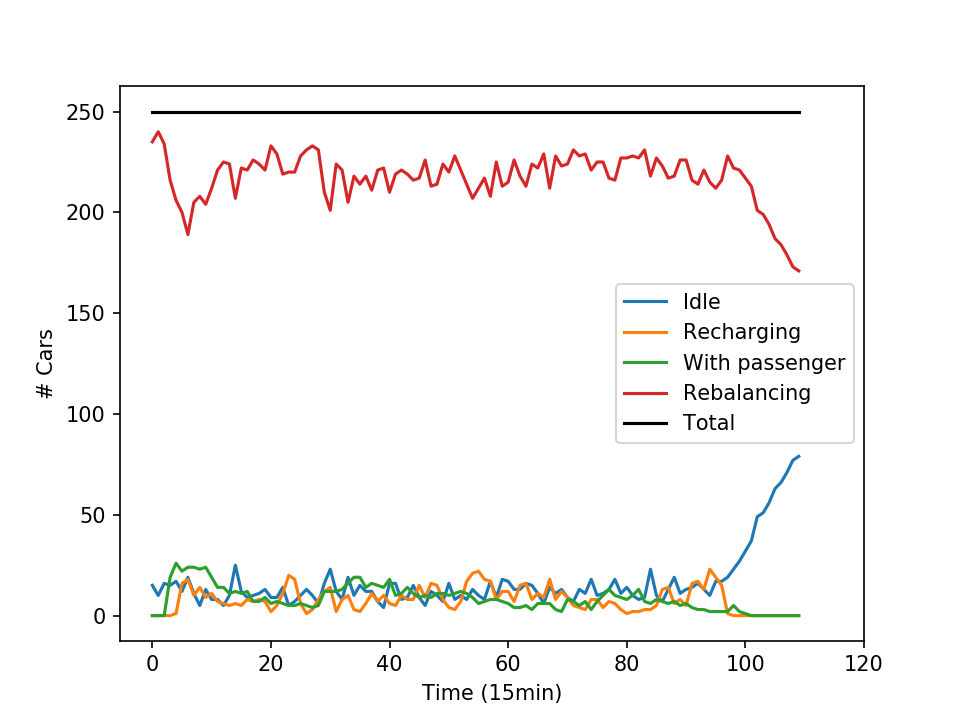 250
200
150
100
50
0
# Cars
Idle
Recharging
With passenger
Rebalancing
Total
0 20 40 60 80 100 120
Time (15min)